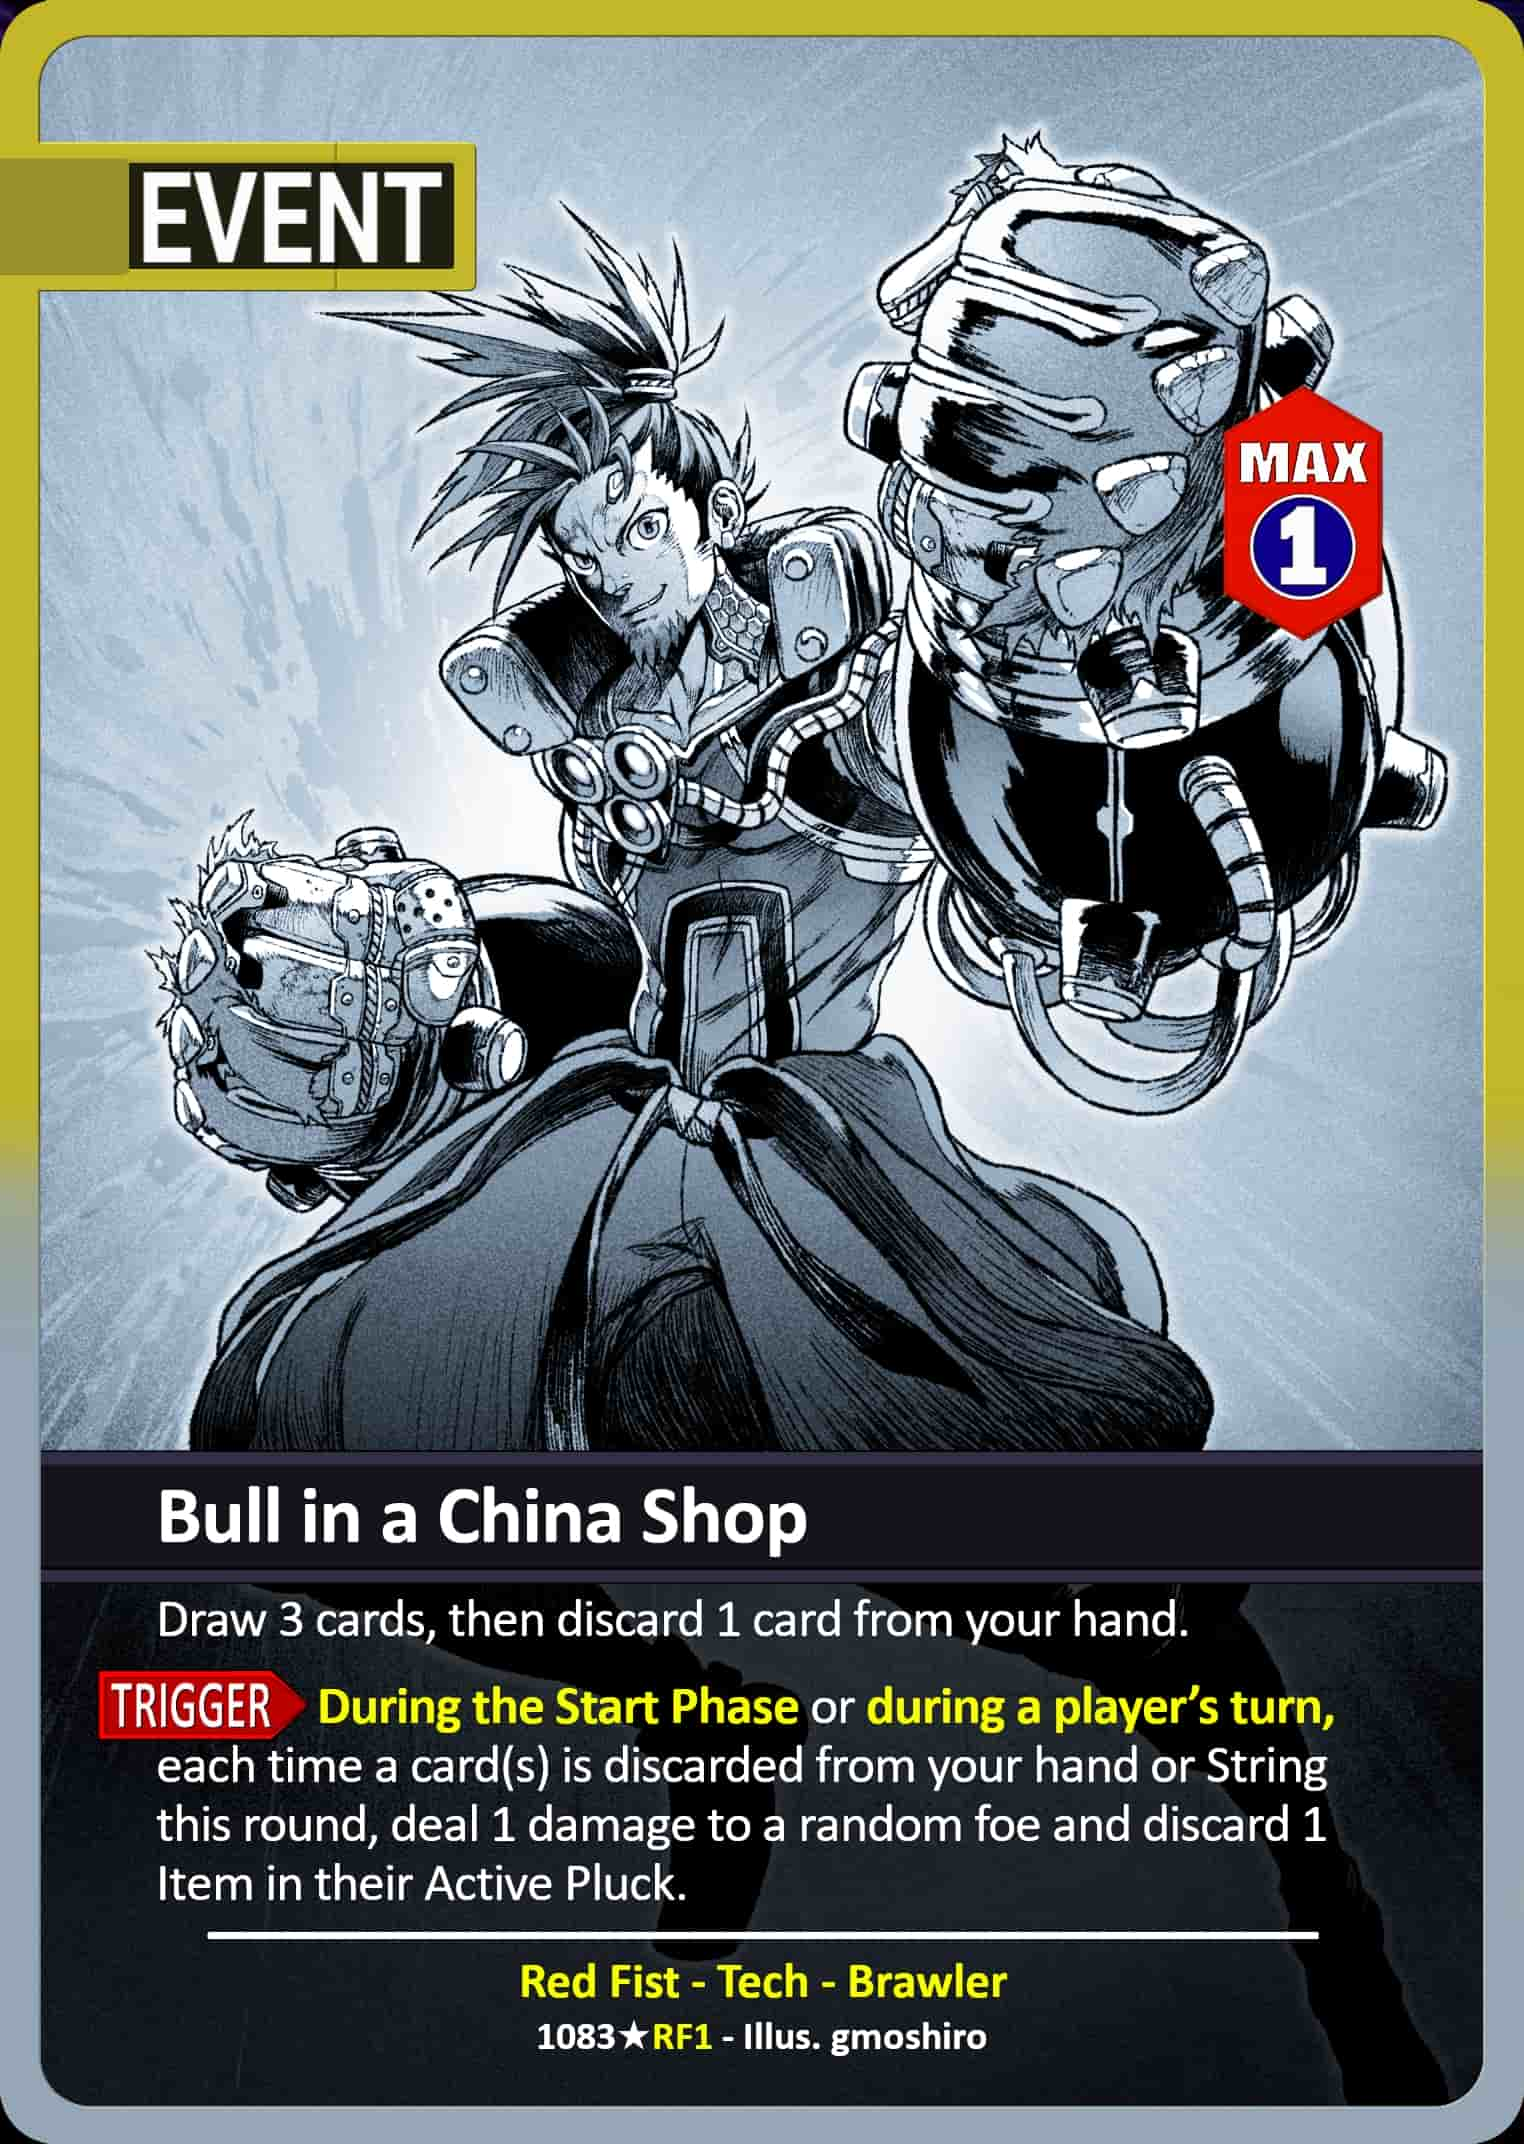 EVENT
MAX
1
Bull in a China Shop
Draw 3 cards, then discard 1 card from your hand.
TRIGGER During the Start Phase or during a player’s turn,
each time a card(s) is discarded from your hand or String
this round, deal 1 damage to a random foe and discard 1
Item in their Active Pluck.
Red Fist - Tech - Brawler
1083★RF1 - Illus. gmoshiro